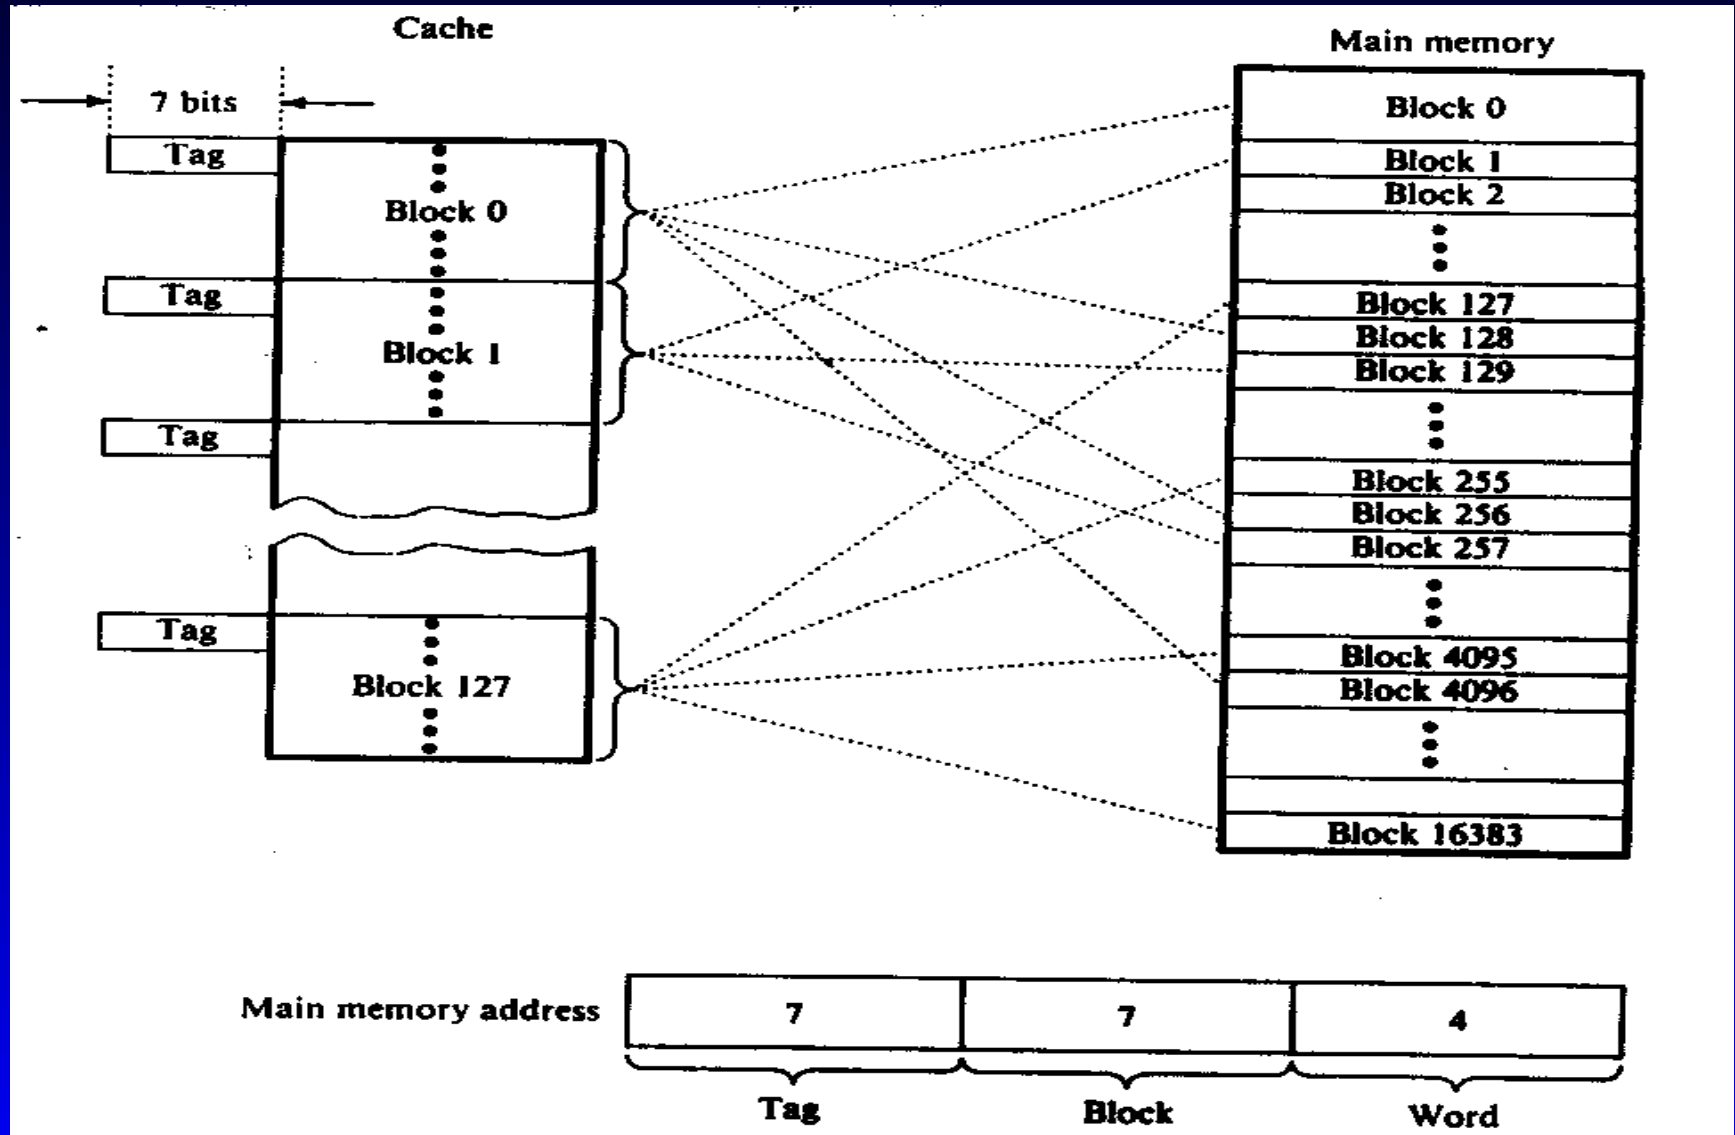 Cache
7 bits
Tag
Block 0
Tag
Block 1
Tag
Tag
Block 127
Main memory
Block 0
Block 1
Block 2
Block 127
Block 128
Block 129
Block 255
Block 256
Block 257
Block 4095
Block 4096
Block 16383
Main memory address
7 7 4
Tag Block Word